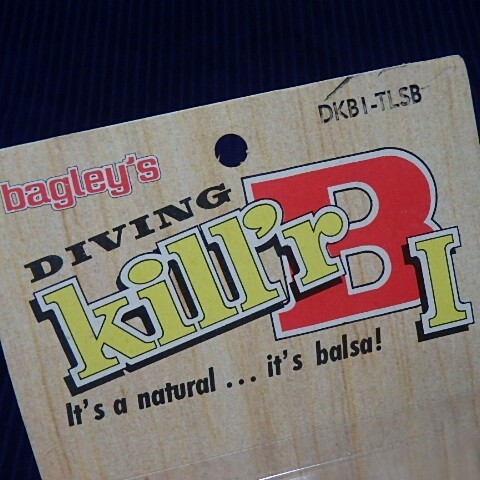 DKB1-TLSB
bagley's
DIVING
kill'r B I
It's a natural ... it's balsa!